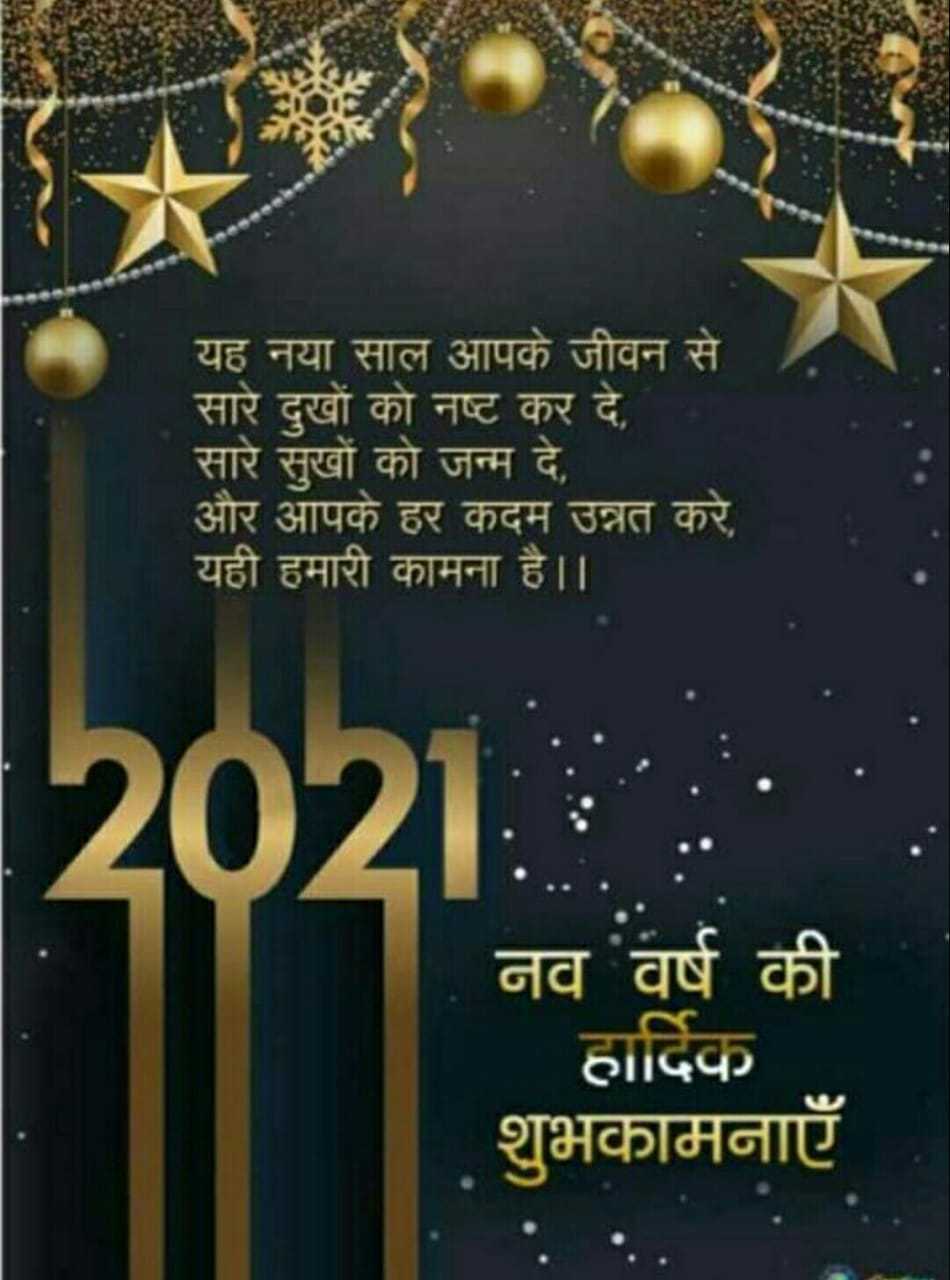 यह नया साल आपके जीवन से
सारे दुखों को नष्ट कर दे,
सारे सुखों को जन्म दे,
और आपके हर कदम उन्नत करे,
यही हमारी कामना है।।
2021
नव वर्ष की
हार्दिक
शुभकामनाएँ